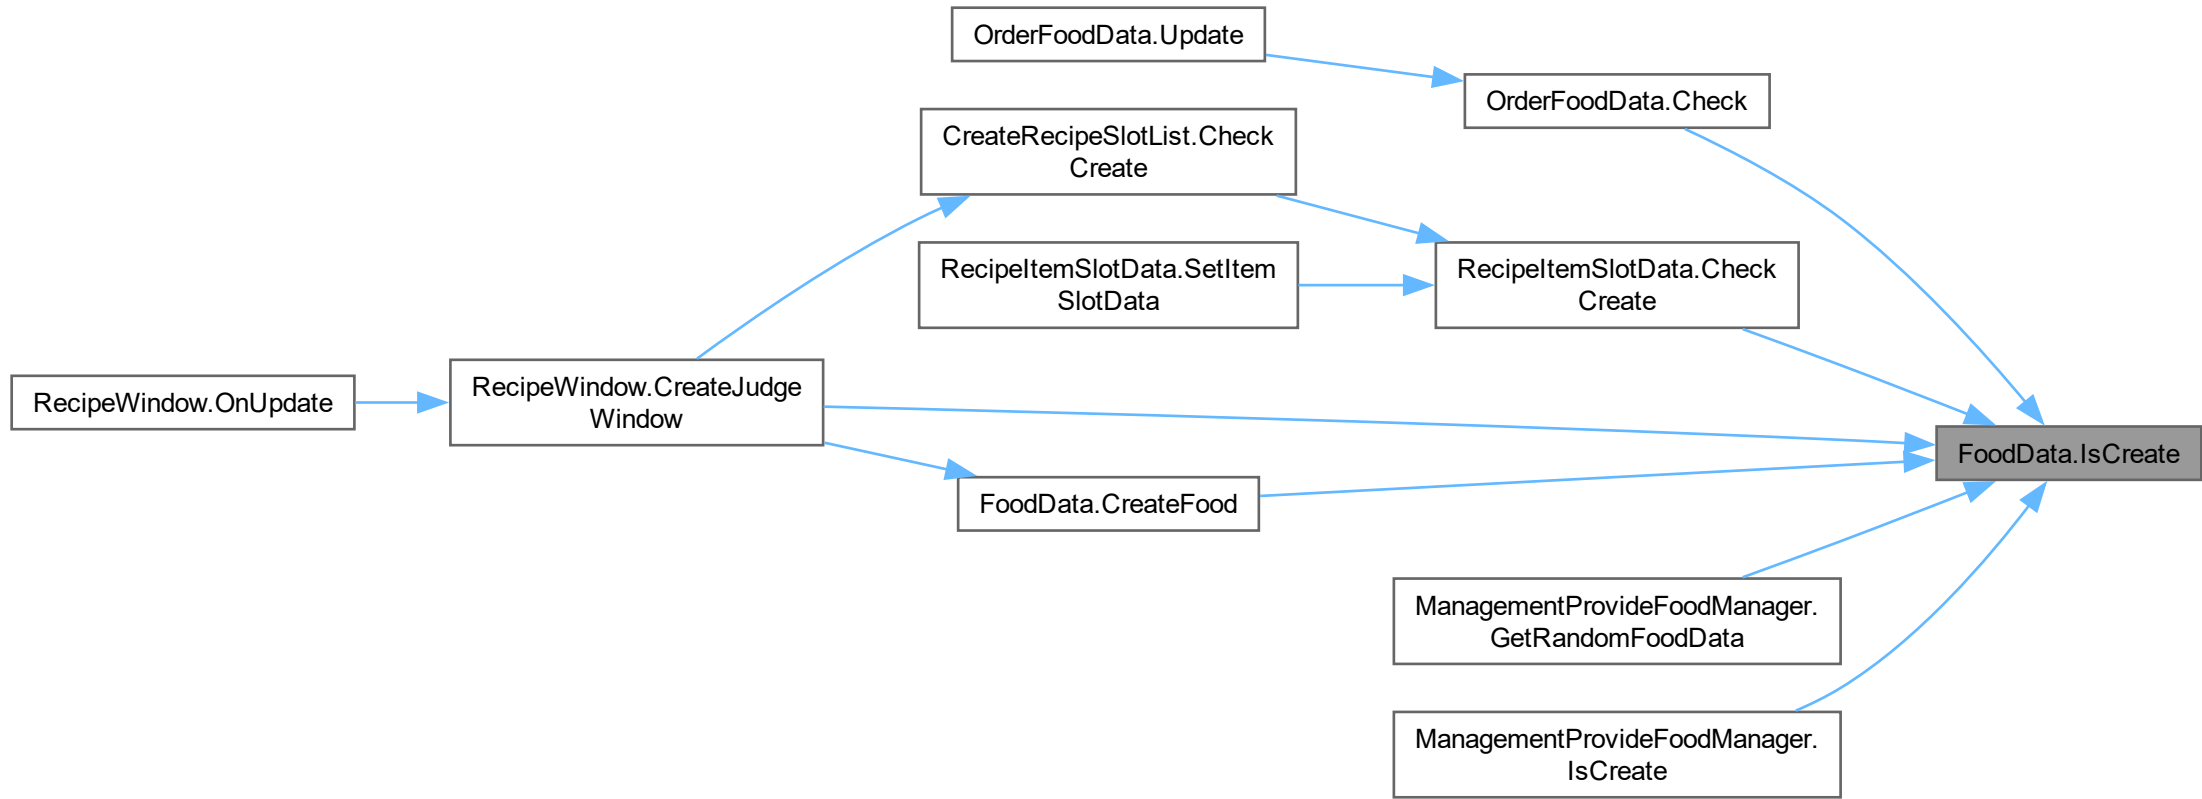 OrderFoodData.Update
OrderFoodData.Check
CreateRecipeSlotList.Check
Create
RecipeItemSlotData.SetItem
SlotData
RecipeItemSlotData.Check
Create
RecipeWindow.OnUpdate
RecipeWindow.CreateJudge
Window
FoodData.IsCreate
FoodData.CreateFood
ManagementProvideFoodManager.
GetRandomFoodData
ManagementProvideFoodManager.
IsCreate